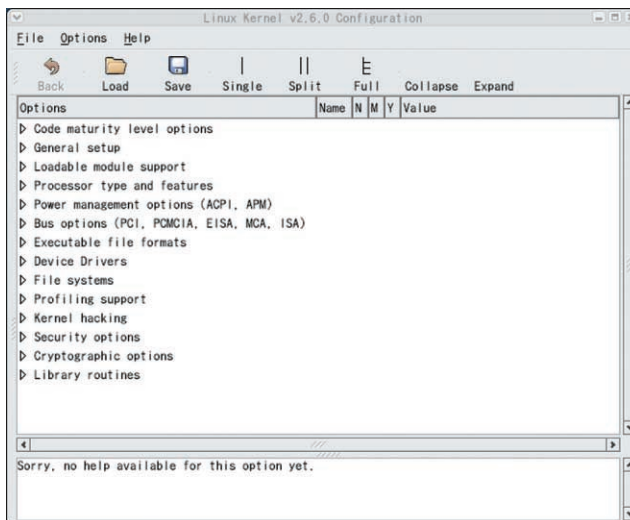 Linux Kernel v2.6.0 Configuration
File Options Help
Back Load Save Single Split Full Collapse Expand
Options Name N M Y Value
Code maturity level options
General setup
Loadable module support
Processor type and features
Power management options (ACPI, APM)
Bus options (PCI, PCMCIA, EISA, MCA, ISA)
Executable file formats
Device Drivers
File systems
Profiling support
Kernel hacking
Security options
Cryptographic options
Library routines
Sorry, no help available for this option yet.